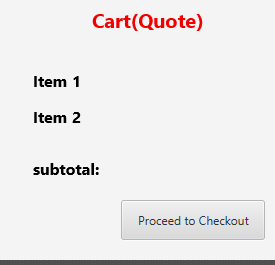 Cart(Quote)
Item 1
Item 2
subtotal:
Proceed to Checkout